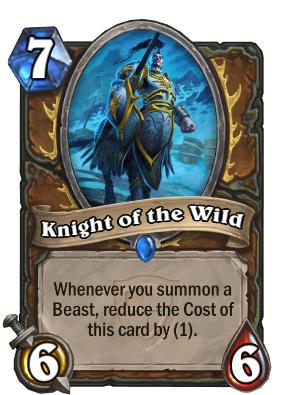 7
Knight of the Wild
Whenever you summon a
Beast, reduce the Cost of
this card by (1).
6 6